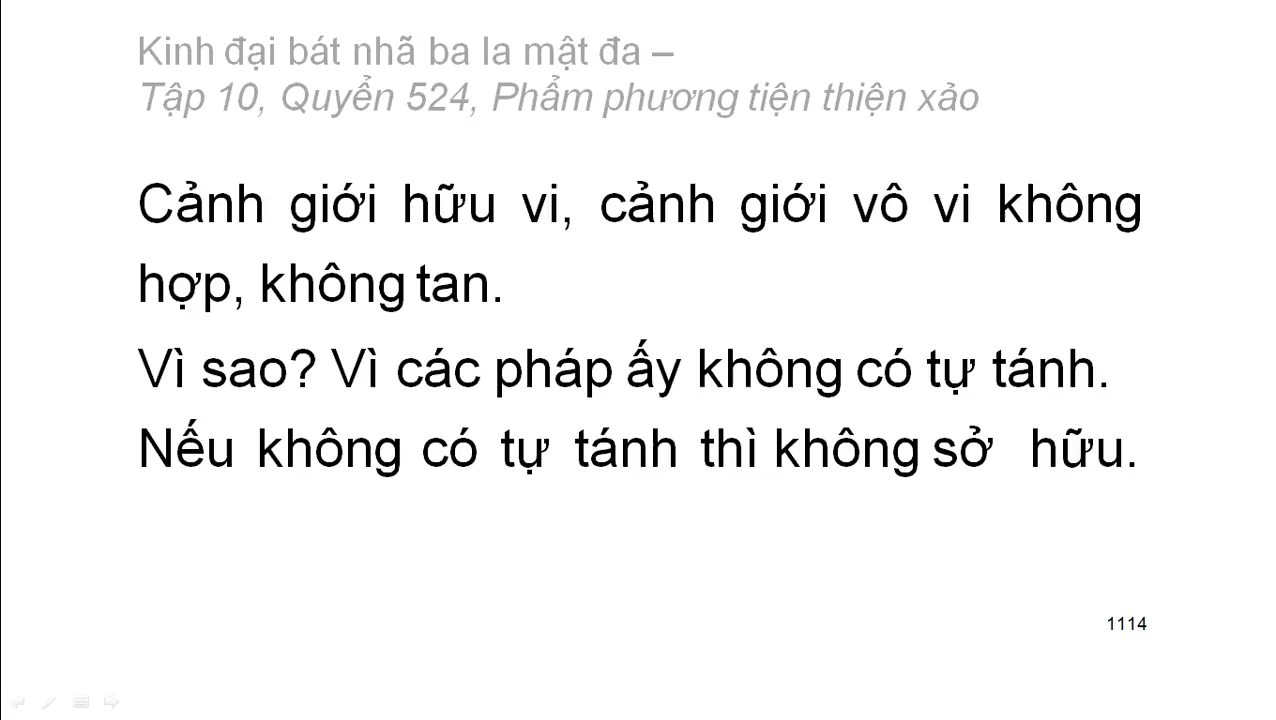 Kinh đại bát nhã ba la mật đa –
Tập 10, Quyển 524, Phẩm phương tiện thiện xảo
Cảnh giới hữu vi, cảnh giới vô vi không
hợp, không tan.
Vì sao? Vì các pháp ấy không có tự tánh.
Nếu không có tự tánh thì không sở hữu.
1114